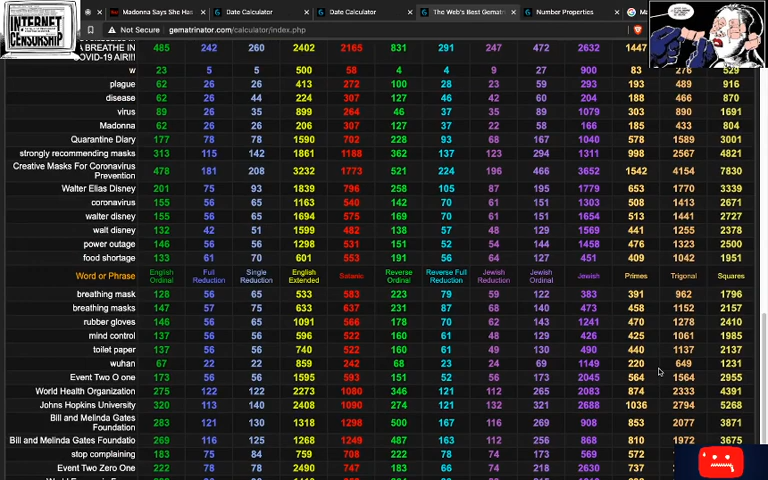 INTERNET
CENSORSHIP
Madonna Says She Han
Date Calculator
Date Calculator
The Web's Best Gematri
Number Properties
Not Secure gematrinator.com/calculator/index.php
A BREATHE IN 485 242 260 2402 2165 831 291 247 472 2632 1447
OVID-19 AIR!!!
w 23 5 5 500 58 4 4 9 27 900 83 276 529
plague 62 26 26 413 272 100 28 23 59 293 193 489 916
disease 62 26 44 224 307 127 46 42 60 204 188 466 870
virus 89 26 35 899 264 46 37 35 89 1079 303 890 1691
Madonna 62 26 26 206 307 127 37 22 58 166 185 433 804
Quarantine Diary 177 78 78 1590 702 228 93 68 167 1040 578 1589 3001
strongly recommending masks 313 115 142 1861 1188 362 137 123 294 1311 998 2567 4821
Creative Masks For Coronavirus 478 181 208 3232 1773 521 224 196 466 3652 1542 4154 7830
Prevention
Walter Elias Disney 201 75 93 1839 796 258 105 87 195 1779 653 1770 3339
coronavirus 155 56 65 1163 540 142 70 61 151 1303 508 1413 2671
walter disney 155 56 65 1694 575 169 70 61 151 1654 513 1441 2727
walt disney 132 42 51 1599 482 138 57 48 129 1569 441 1255 2378
power outage 146 56 56 1298 531 151 52 54 144 1458 476 1323 2500
food shortage 133 61 70 601 553 191 56 64 127 451 409 1042 1951
Word or Phrase English Ordinal Full Reduction Single Reduction English Extended Satanic Reverse Ordinal Reverse Full Reduction Jewish Reduction Jewish Ordinal Jewish Primes Trigonal Squares
breathing mask 128 56 65 533 583 223 79 59 122 383 391 962 1796
breathing masks 147 57 75 633 637 231 87 68 140 473 458 1152 2157
rubber gloves 146 56 65 1091 566 178 70 62 143 1241 470 1278 2410
mind control 137 56 56 596 522 160 61 48 129 426 425 1061 1985
toilet paper 137 56 56 740 522 160 61 49 130 490 440 1137 2137
wuhan 67 22 22 859 242 68 23 24 69 1149 220 649 1231
Event Two O one 173 56 56 1595 593 151 52 56 173 2045 564 1564 2955
World Health Organization 275 122 122 2273 1080 346 121 112 265 2083 874 2333 4391
Johns Hopkins University 320 113 140 2408 1090 274 121 132 321 2688 1036 2794 5268
Bill and Melinda Gates 283 121 130 1318 1298 500 167 116 269 908 853 2077 3871
Foundation
Bill and Melinda Gates Foundatio 269 116 125 1268 1249 487 163 112 256 868 810 1972 3675
stop complaining 183 75 84 759 708 222 78 74 173 569 572
Event Two Zero One 222 78 78 2490 747 183 66 74 218 2630 737